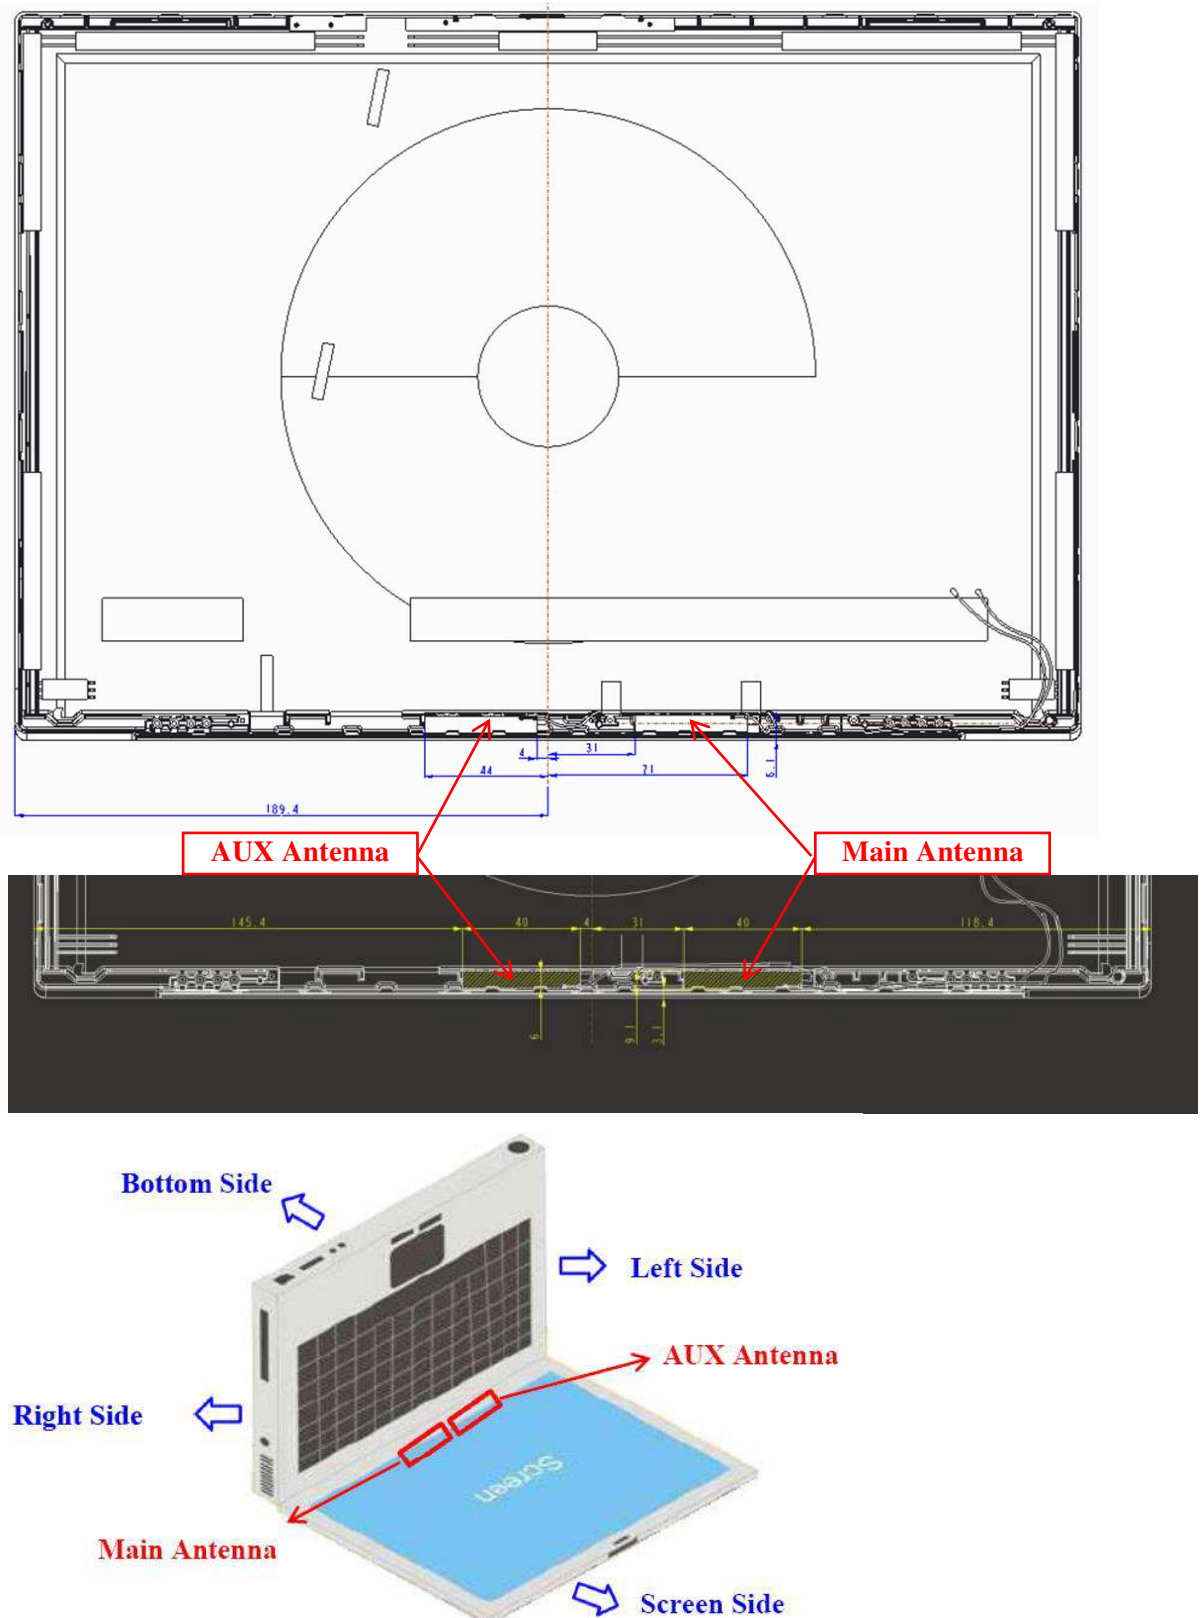 4
31
44
71
6.1
189.4
AUX Antenna
Main Antenna
145.4
40
4
31
40
118.4
6
9.1
3.1
Bottom Side
Left Side
AUX Antenna
Right Side
Screen
Main Antenna
Screen Side